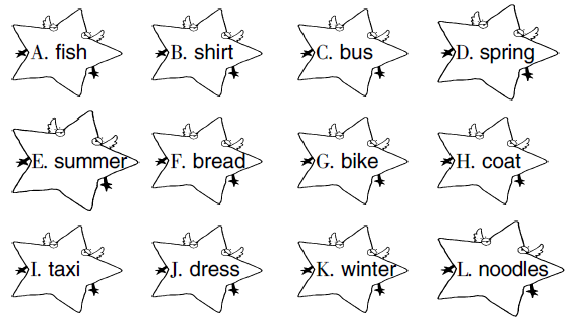 A. fish B. shirt C. bus D. spring
E. summer F. bread G. bike H. coat
I. taxi J. dress K. winter L. noodles